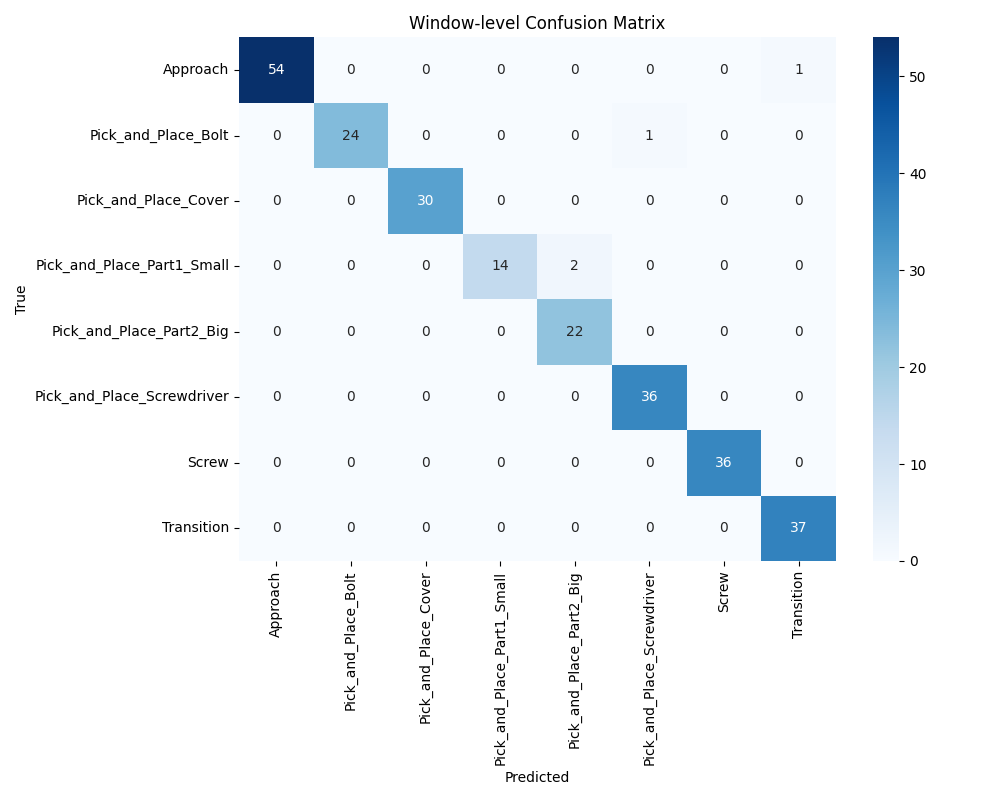 Window-level Confusion Matrix
True
Approach 54 0 0 0 0 0 0 1
Pick_and_Place_Bolt 0 24 0 0 0 1 0 0
Pick_and_Place_Cover 0 0 30 0 0 0 0 0
Pick_and_Place_Part1_Small 0 0 0 14 2 0 0 0
Pick_and_Place_Part2_Big 0 0 0 0 22 0 0 0
Pick_and_Place_Screwdriver 0 0 0 0 0 36 0 0
Screw 0 0 0 0 0 0 36 0
Transition 0 0 0 0 0 0 0 37
Approach
Pick_and_Place_Bolt
Pick_and_Place_Cover
Pick_and_Place_Part1_Small
Pick_and_Place_Part2_Big
Pick_and_Place_Screwdriver
Screw
Transition
Predicted
50
40
30
20
10
0